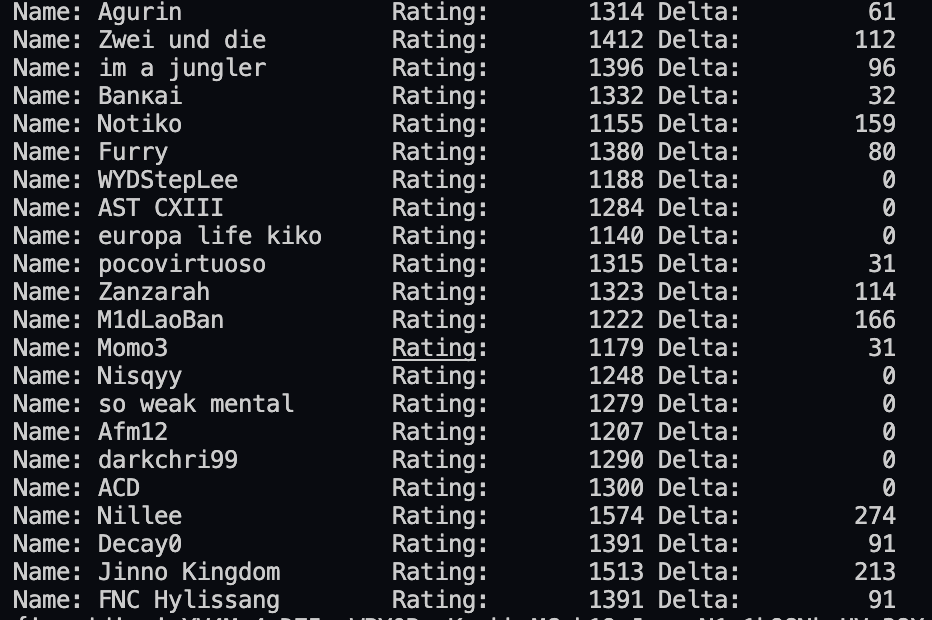 Name: Agurin Rating: 1314 Delta: 61
Name: Zwei und die Rating: 1412 Delta: 112
Name: im a jungler Rating: 1396 Delta: 96
Name: Banкai Rating: 1332 Delta: 32
Name: Notiko Rating: 1155 Delta: 159
Name: Furry Rating: 1380 Delta: 80
Name: WYDStepLee Rating: 1188 Delta: 0
Name: AST CXIII Rating: 1284 Delta: 0
Name: europa life kiko Rating: 1140 Delta: 0
Name: pocovirtuoso Rating: 1315 Delta: 31
Name: Zanzarah Rating: 1323 Delta: 114
Name: M1dLaoBan Rating: 1222 Delta: 166
Name: Momo3 Rating: 1179 Delta: 31
Name: Nisqyy Rating: 1248 Delta: 0
Name: so weak mental Rating: 1279 Delta: 0
Name: Afm12 Rating: 1207 Delta: 0
Name: darkchri99 Rating: 1290 Delta: 0
Name: ACD Rating: 1300 Delta: 0
Name: Nillee Rating: 1574 Delta: 274
Name: Decay0 Rating: 1391 Delta: 91
Name: Jinno Kingdom Rating: 1513 Delta: 213
Name: FNC Hylissang Rating: 1391 Delta: 91